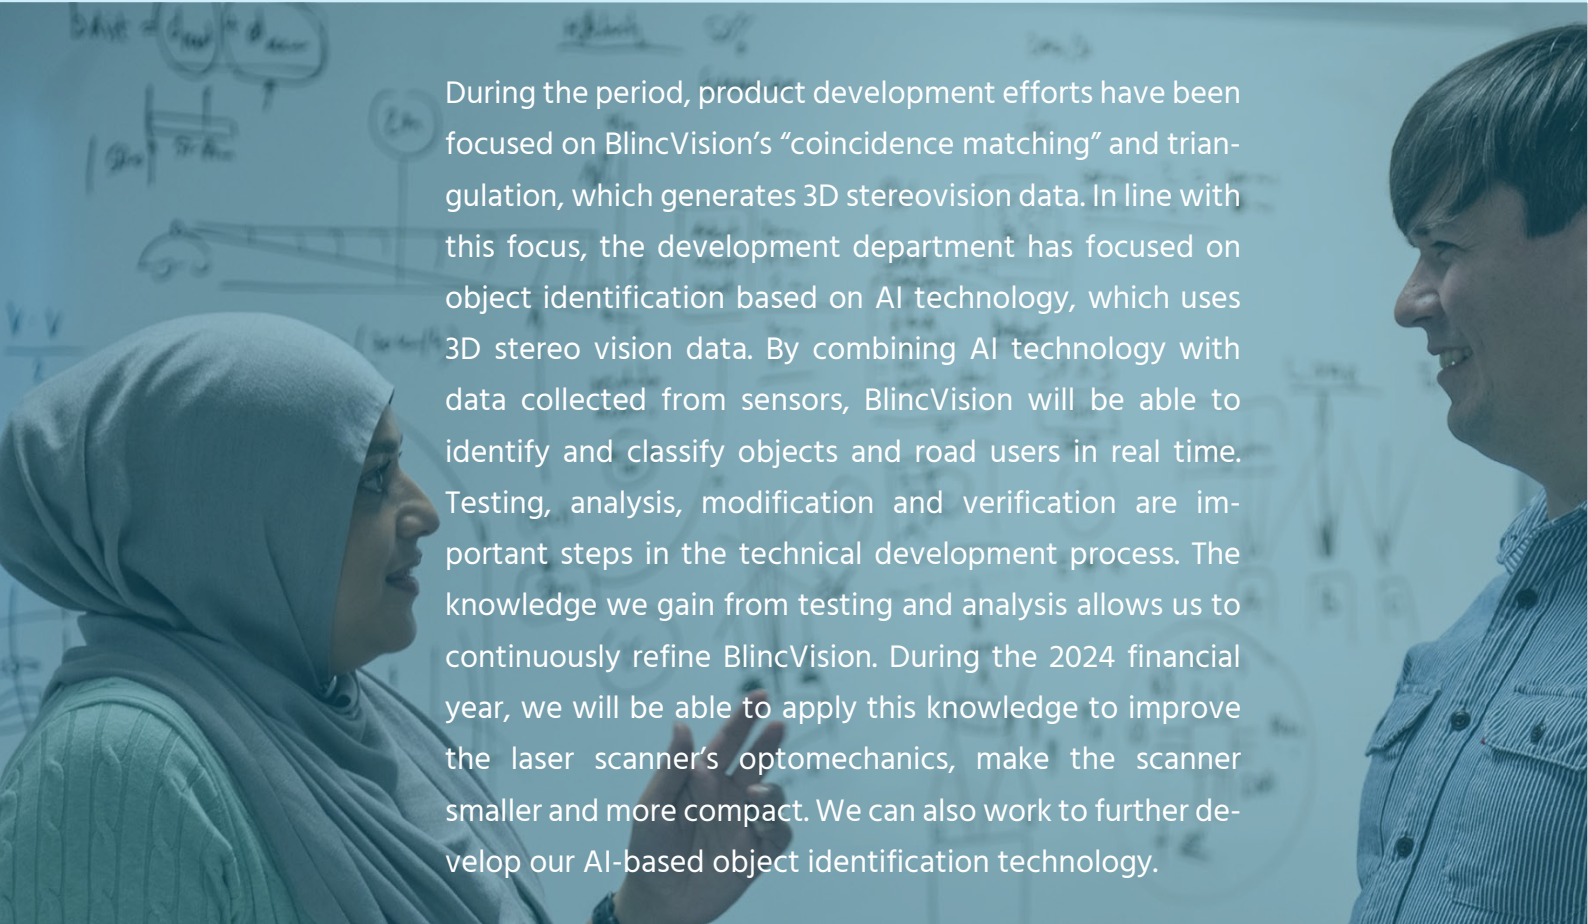 During the period, product development efforts have been
focused on BlincVision’s “coincidence matching” and trian-
gulation, which generates 3D stereovision data. In line with
this focus, the development department has focused on
object identification based on AI technology, which uses
3D stereo vision data. By combining AI technology with
data collected from sensors, BlincVision will be able to
identify and classify objects and road users in real time.
Testing, analysis, modification and verification are im-
portant steps in the technical development process. The
knowledge we gain from testing and analysis allows us to
continuously refine BlincVision. During the 2024 financial
year, we will be able to apply this knowledge to improve
the laser scanner’s optomechanics, make the scanner
smaller and more compact. We can also work to further de-
velop our AI-based object identification technology.